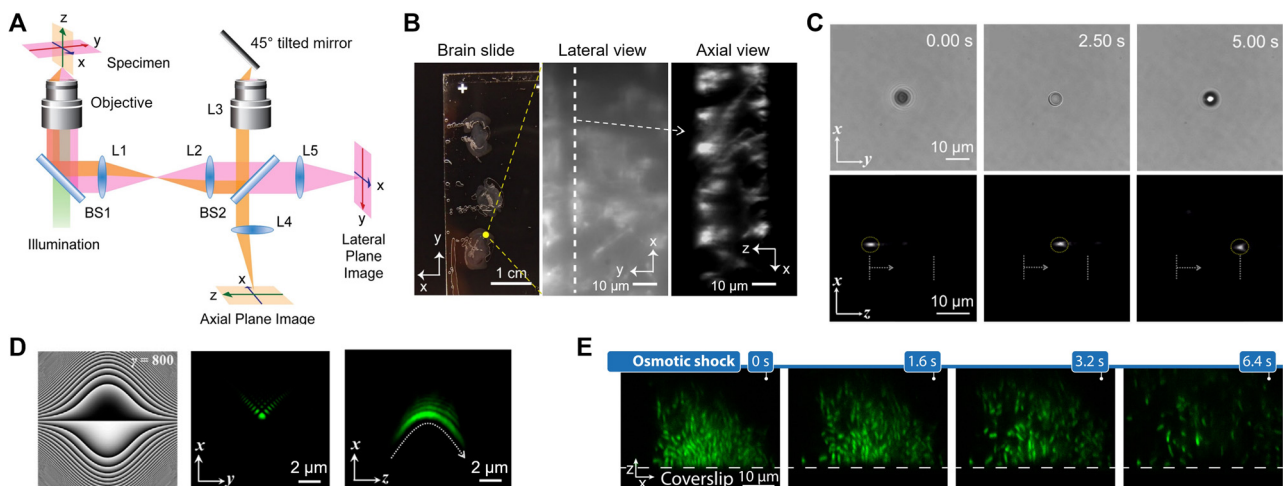 A
z
y
x
Specimen
45° tilted mirror
Objective
L3
L1
L2
L5
BS1
BS2
L4
Illumination
x
y
Lateral
Plane
Image
x
z
Axial Plane Image
B
Brain slide
Lateral view
Axial view
y
x
1 cm
x
y
10 μm
z
x
10 μm
C
0.00 s
2.50 s
5.00 s
x
y
10 μm
x
z
10 μm
D
γ = 800
x
y
2 μm
x
z
2 μm
E
Osmotic shock
0 s
1.6 s
3.2 s
6.4 s
z
x
Coverslip
10 μm